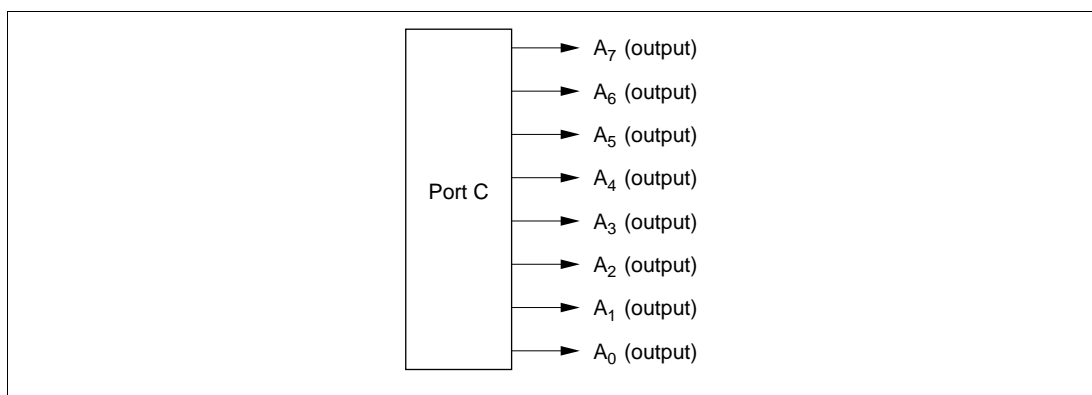 A7 (output)
A6 (output)
A5 (output)
A4 (output)
Port C
A3 (output)
A2 (output)
A1 (output)
A0 (output)